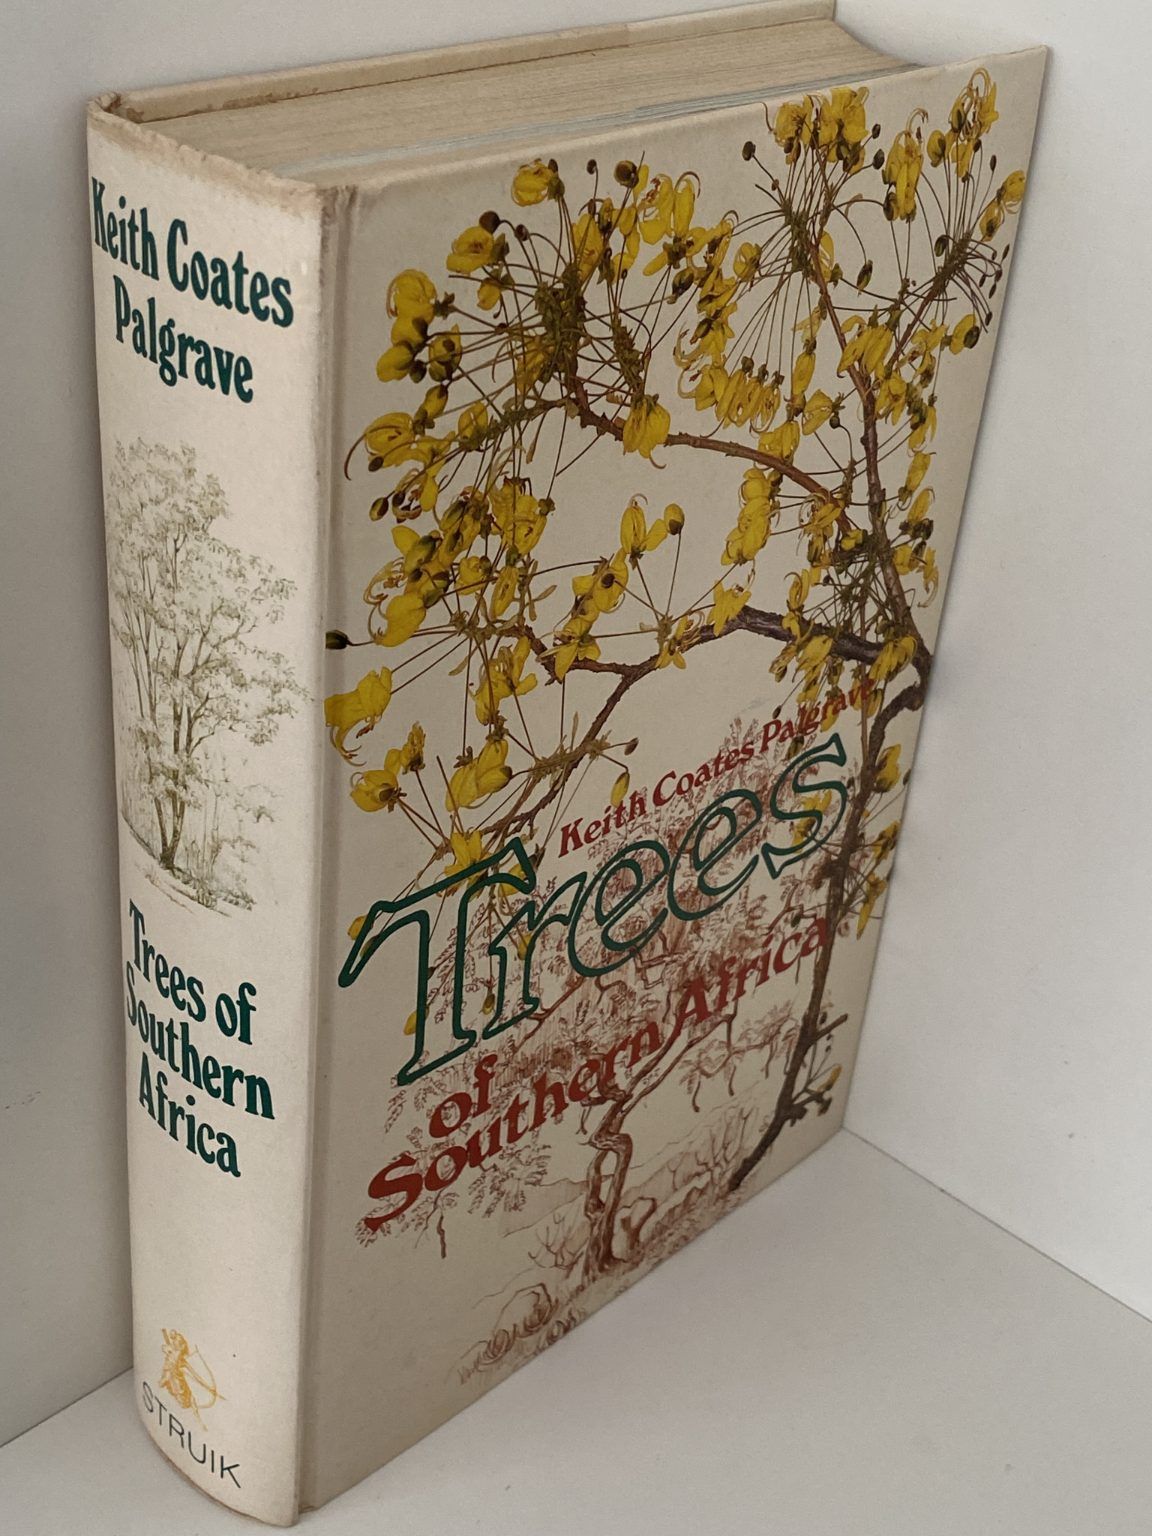 Keith Coates
Palgrave
Trees of
Southern
Africa
STRUIK
Keith Coates Palgrave
Trees
of
Southern Africa